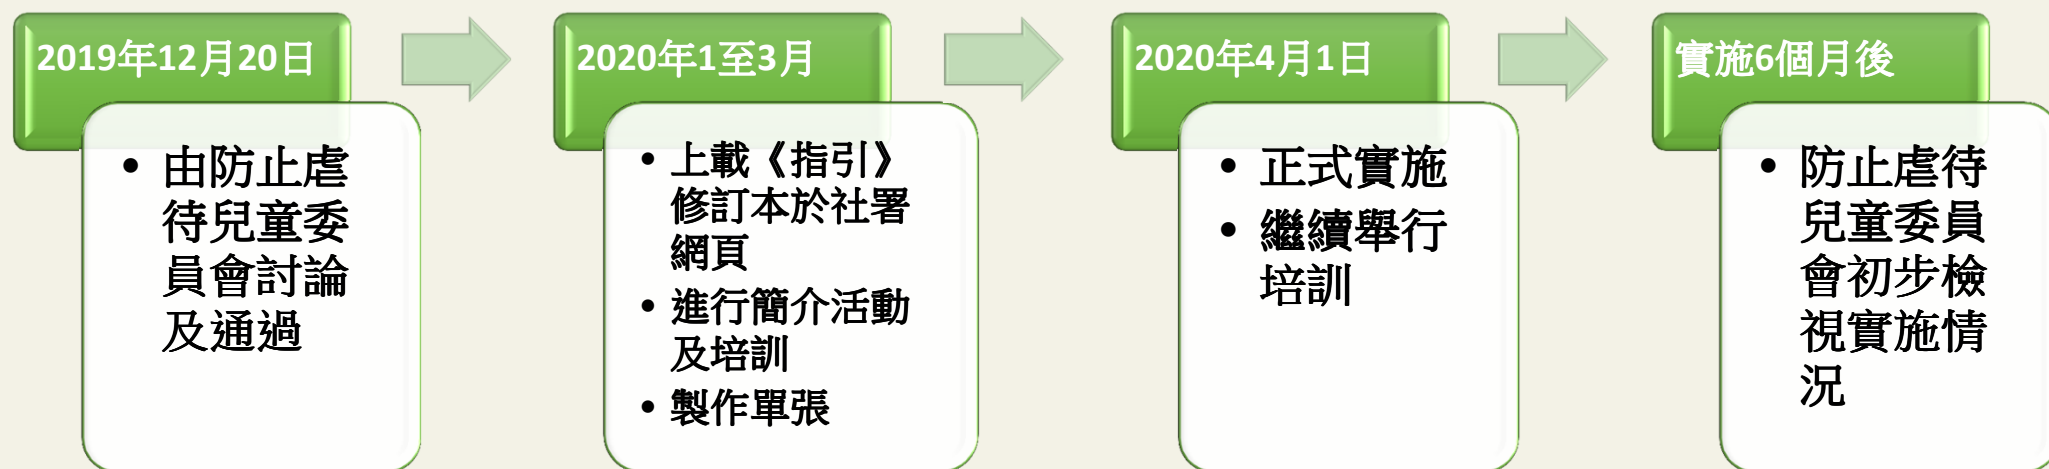 2019年12月20日
• 由防止虐
待兒童委
員會討論
及通過
2020年1至3月
• 上載《指引》
修訂本於社署
網頁
• 進行簡介活動
及培訓
• 製作單張
2020年4月1日
• 正式實施
• 繼續舉行
培訓
實施6個月後
• 防止虐待
兒童委員
會初步檢
視實施情
況